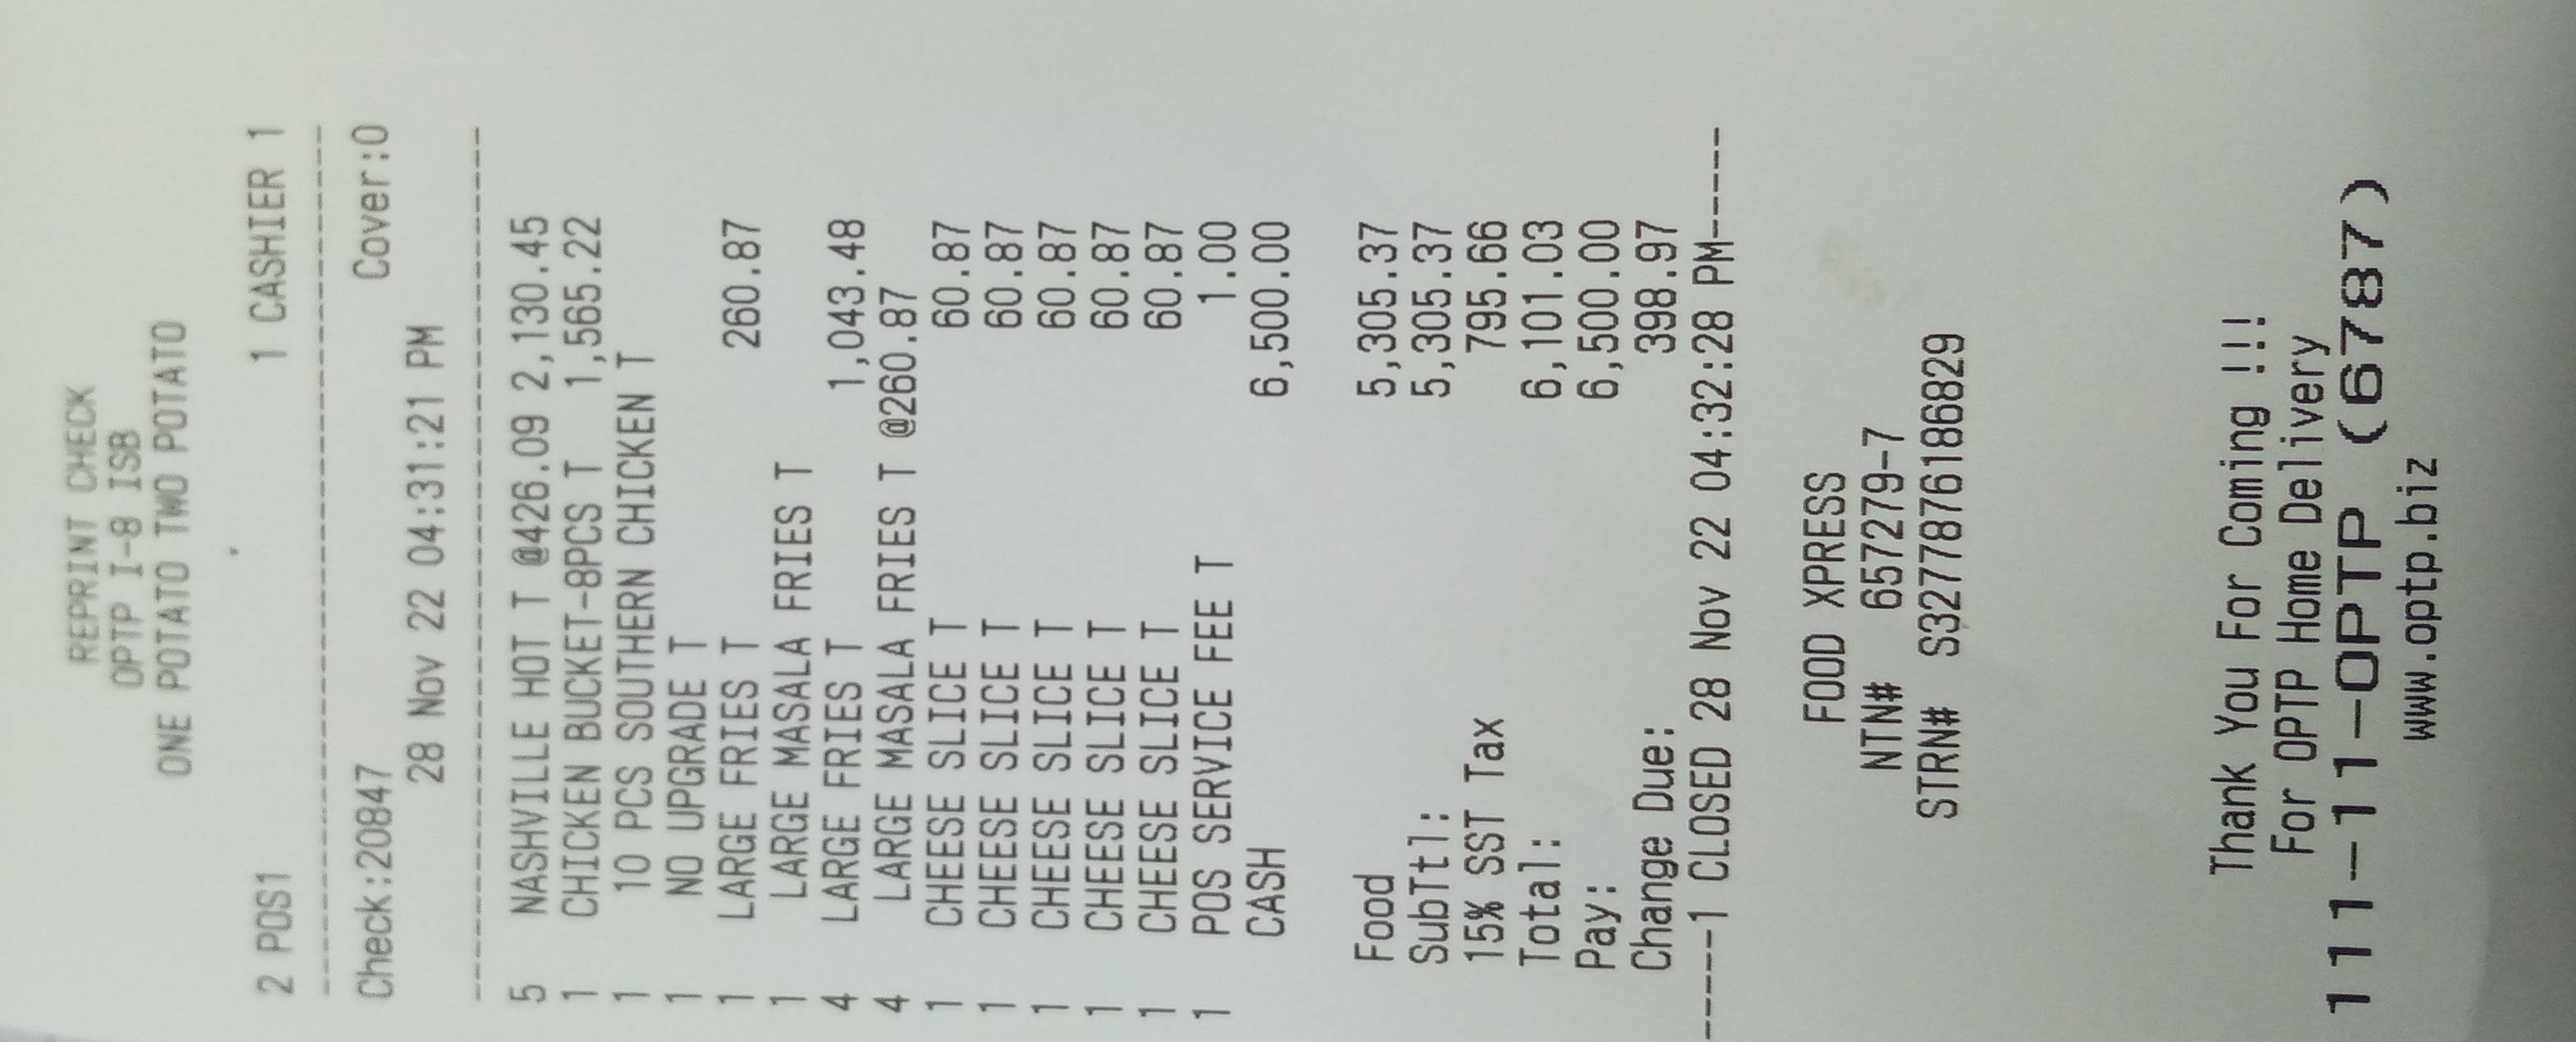 REPRINT CHECK
OPTP I-8 ISB
ONE POTATO TWO POTATO
2 POS1 1 CASHIER 1
--------------------------------
Check:20847 Cover:0
28 Nov 22 04:31:21 PM
--------------------------------
5 NASHVILLE HOT T @426.09 2,130.45
1 CHICKEN BUCKET-8PCS T 1,565.22
1 10 PCS SOUTHERN CHICKEN T
1 NO UPGRADE T
1 LARGE FRIES T 260.87
1 LARGE MASALA FRIES T
4 LARGE FRIES T 1,043.48
4 LARGE MASALA FRIES T @260.87
1 CHEESE SLICE T 60.87
1 CHEESE SLICE T 60.87
1 CHEESE SLICE T 60.87
1 CHEESE SLICE T 60.87
1 CHEESE SLICE T 60.87
1 POS SERVICE FEE T 1.00
CASH 6,500.00
Food 5,305.37
SubTtl: 5,305.37
15% SST Tax 795.66
Total: 6,101.03
Pay: 6,500.00
Change Due: 398.97
-----1 CLOSED 28 Nov 22 04:32:28 PM-----
FOOD XPRESS
NTN# 657279-7
STRN# S3277876186829
Thank You For Coming !!!
For OPTP Home Delivery
111-11-OPTP (6787)
www.optp.biz